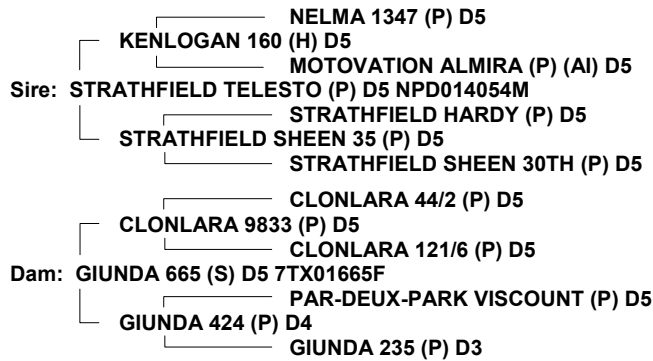 NELMA 1347 (P) D5
KENLOGAN 160 (H) D5
MOTOVATION ALMIRA (P) (AI) D5
Sire: STRATHFIELD TELESTO (P) D5 NPD014054M
STRATHFIELD HARDY (P) D5
STRATHFIELD SHEEN 35 (P) D5
STRATHFIELD SHEEN 30TH (P) D5
CLONLARA 44/2 (P) D5
CLONLARA 9833 (P) D5
CLONLARA 121/6 (P) D5
Dam: GIUNDA 665 (S) D5 7TX01665F
PAR-DEUX-PARK VISCOUNT (P) D5
GIUNDA 424 (P) D4
GIUNDA 235 (P) D3